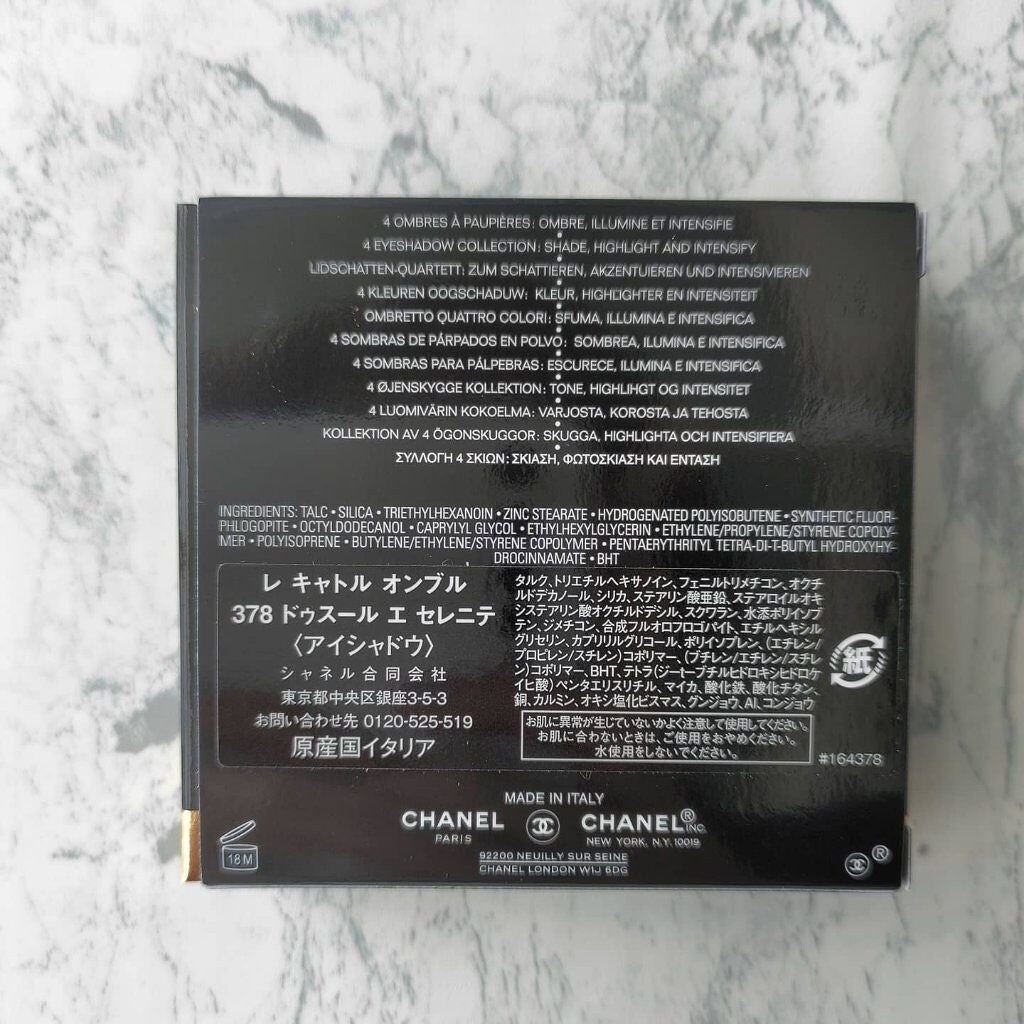 4 OMBRES À PAUPIÈRES : OMBRE, ILLUMINE ET INTENSIFIE
4 EYESHADOW COLLECTION : SHADE, HIGHLIGHT AND INTENSIFY
LIDSCHATTEN-QUARTETT : ZUM SCHATTIEREN, AKZENTUIEREN UND INTENSIVIEREN
4 KLEUREN OOGSCHADUW : KLEUR, HIGHLIGHTER EN INTENSITEIT
OMBRETTO QUATTRO COLORI : SFUMA, ILLUMINA E INTENSIFICA
4 SOMBRAS DE PÁRPADOS EN POLVO : SOMBREA, ILUMINA E INTENSIFICA
4 SOMBRAS PARA PÁLPEBRAS : ESCURECE, ILUMINA E INTENSIFICA
4 ØJENSKYGGE KOLLEKTION : TONE, HIGHLIHGT OG INTENSITET
4 LUOMIVÄRIN KOKOELMA : VARJOSTA, KOROSTA JA TEHOSTA
KOLLEKTION AV 4 ÖGONSKUGGOR : SKUGGA, HIGHLIGHTA OCH INTENSIFIERA
ΣΥΛΛΟΓΗ 4 ΣΚΙΩΝ : ΣΚΙΑΣΗ, ΦΩΤΟΣΚΙΑΣΗ ΚΑΙ ΕΝΤΑΣΗ
INGREDIENTS: TALC • SILICA • TRIETHYLHEXANOIN • ZINC STEARATE • HYDROGENATED POLYISOBUTENE • SYNTHETIC FLUOR-
PHLOGOPITE • OCTYLDODECANOL • CAPRYLYL GLYCOL • ETHYLHEXYLGLYCERIN • ETHYLENE/PROPYLENE/STYRENE COPOLY-
MER • POLYISOPRENE • BUTYLENE/ETHYLENE/STYRENE COPOLYMER • PENTAERYTHRITYL TETRA-DI-T-BUTYL HYDROXYHY-
DROCINNAMATE • BHT
レ キャトル オンブル
378 ドゥスール エ セレニテ
〈アイシャドウ〉
シャネル合同会社
東京都中央区銀座3-5-3
お問い合わせ先 0120-525-519
原産国イタリア
タルク、トリエチルヘキサノイン、フェニルトリメチコン、オクチ
ルドデカノール、シリカ、ステアリン酸亜鉛、ステアロイルオキ
システアリン酸オクチルドデシル、スクワラン、水添ポリイソブ
テン、ジメチコン、合成フルオロフロゴパイト、エチルヘキシル
グリセリン、カプリリルグリコール、ポリイソプレン、(エチレン/
プロピレン/スチレン)コポリマー、(ブチレン/エチレン/スチレ
ン)コポリマー、BHT、テトラ(ジ-t-ブチルヒドロキシヒドロケ
イヒ酸)ペンタエリスリチル、マイカ、酸化鉄、酸化チタン、
銅、カルミン、オキシ塩化ビスマス、グンジョウ、Al、コンジョウ
お肌に異常が生じていないかよく注意して使用してください。
お肌に合わないときは、ご使用をおやめください。
水使用をしないでください。
紙
#164378
MADE IN ITALY
CHANEL
PARIS
CHANEL® INC.
NEW YORK, N.Y. 10019
92200 NEUILLY SUR SEINE
CHANEL LONDON W1J 6DG
18 M
®